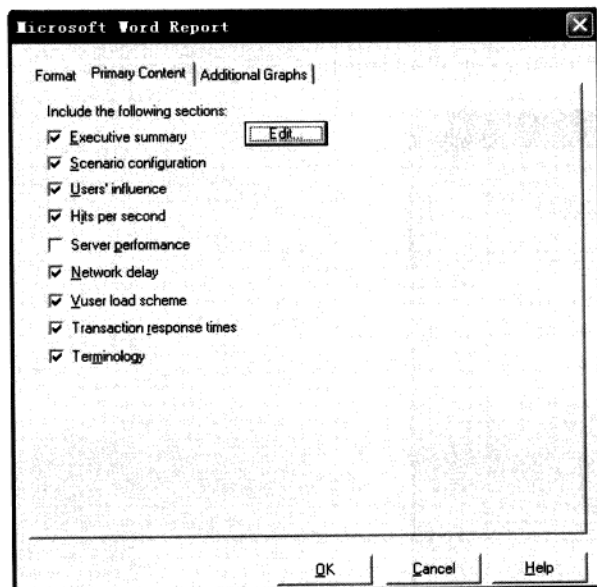 Microsoft Word Report
Format Primary Content Additional Graphs
Include the following sections:
Executive summary Edit...
Scenario configuration
Users' influence
Hits per second
Server performance
Network delay
Vuser load scheme
Transaction response times
Terminology
OK Cancel Help